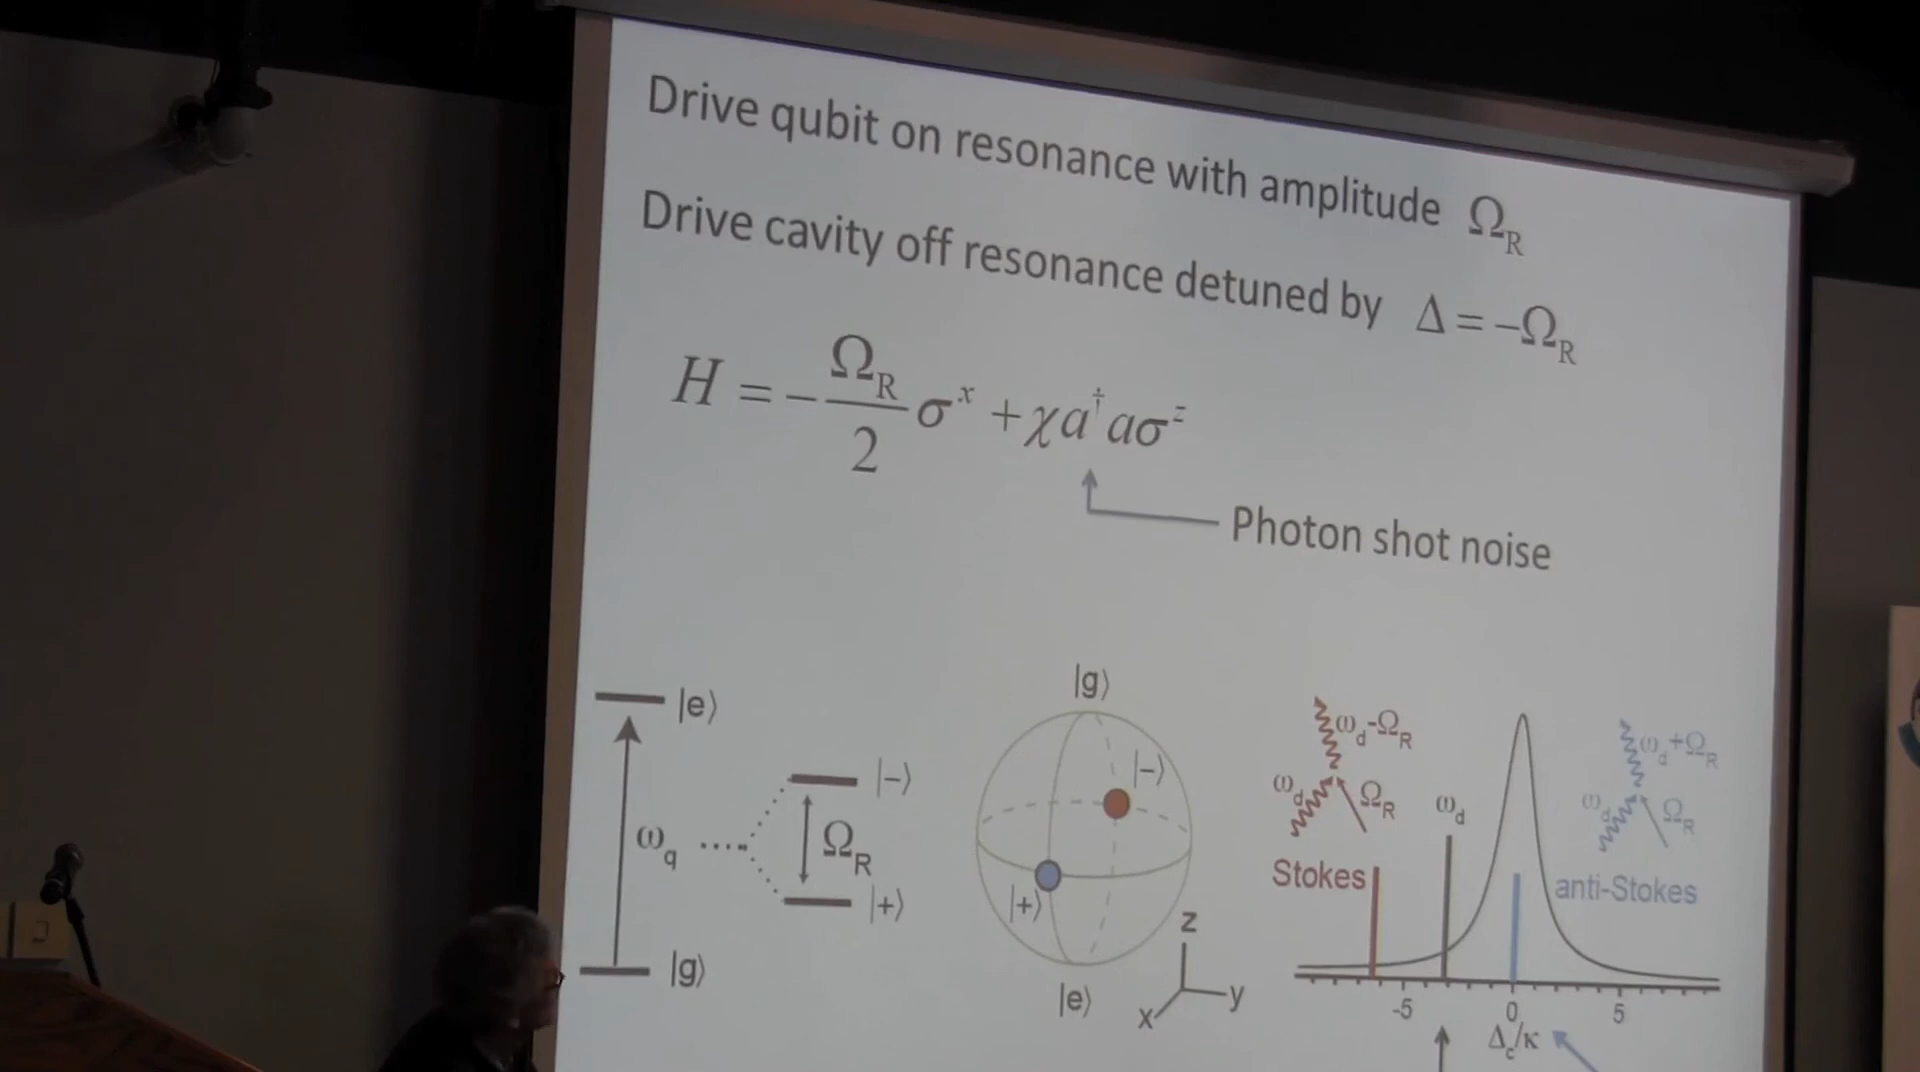 Drive qubit on resonance with amplitude Ω_R
Drive cavity off resonance detuned by Δ = −Ω_R
H = −Ω_R/2 σ^x + χa†aσ^z
Photon shot noise
|e⟩
ω_q
|g⟩
|−⟩
Ω_R
|+⟩
|g⟩
|−⟩
|+⟩
|e⟩
z
y
x
ω_d-Ω_R
ω_d
Ω_R
Stokes
ω_d
ω_d+Ω_R
ω_d
Ω_R
anti-Stokes
-5 0 5
Δ_c/κ